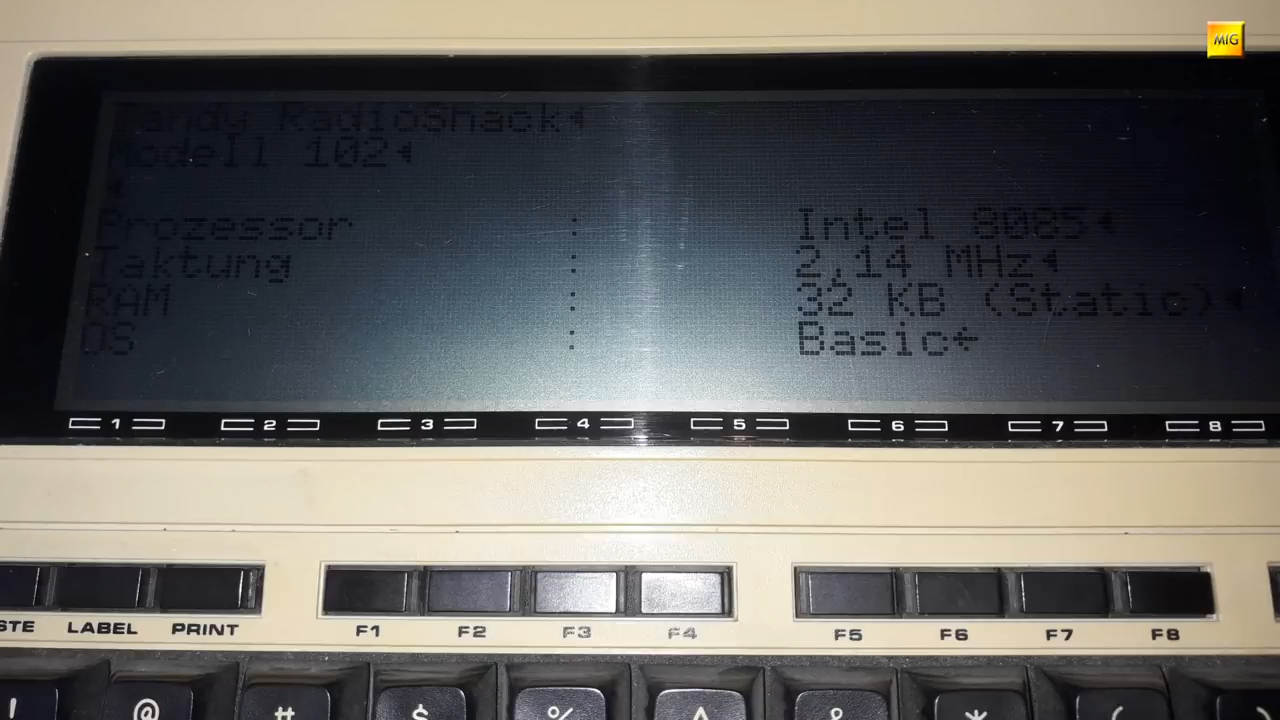 MIG
Tandy RadioShack
Modell 102
Prozessor : Intel 8085
Taktung : 2,14 MHz
RAM : 32 KB (Static)
OS : Basic
1 2 3 4 5 6 7 8
STE LABEL PRINT F1 F2 F3 F4 F5 F6 F7 F8
! @ # $ % ^ & * ( )